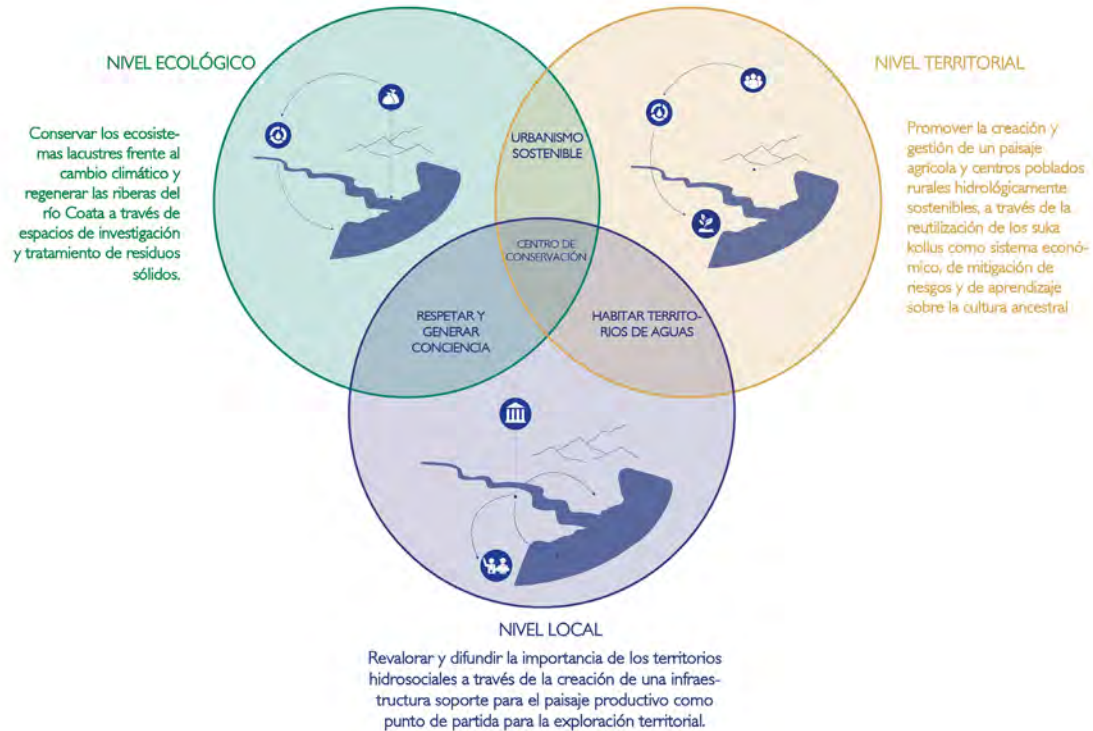 NIVEL ECOLÓGICO
Conservar los ecosiste-
mas lacustres frente al
cambio climático y
regenerar las riberas del
río Coata a través de
espacios de investigación
y tratamiento de residuos
sólidos.
URBANISMO
SOSTENIBLE
NIVEL TERRITORIAL
Promover la creación y
gestión de un paisaje
agrícola y centros poblados
rurales hidrológicamente
sostenibles, a través de la
reutilización de los suka
kollus como sistema econó-
mico, de mitigación de
riesgos y de aprendizaje
sobre la cultura ancestral
CENTRO DE
CONSERVACIÓN
RESPETAR Y
GENERAR
CONCIENCIA
HABITAR TERRITO-
RIOS DE AGUAS
NIVEL LOCAL
Revalorar y difundir la importancia de los territorios
hidrosociales a través de la creación de una infraes-
tructura soporte para el paisaje productivo como
punto de partida para la exploración territorial.